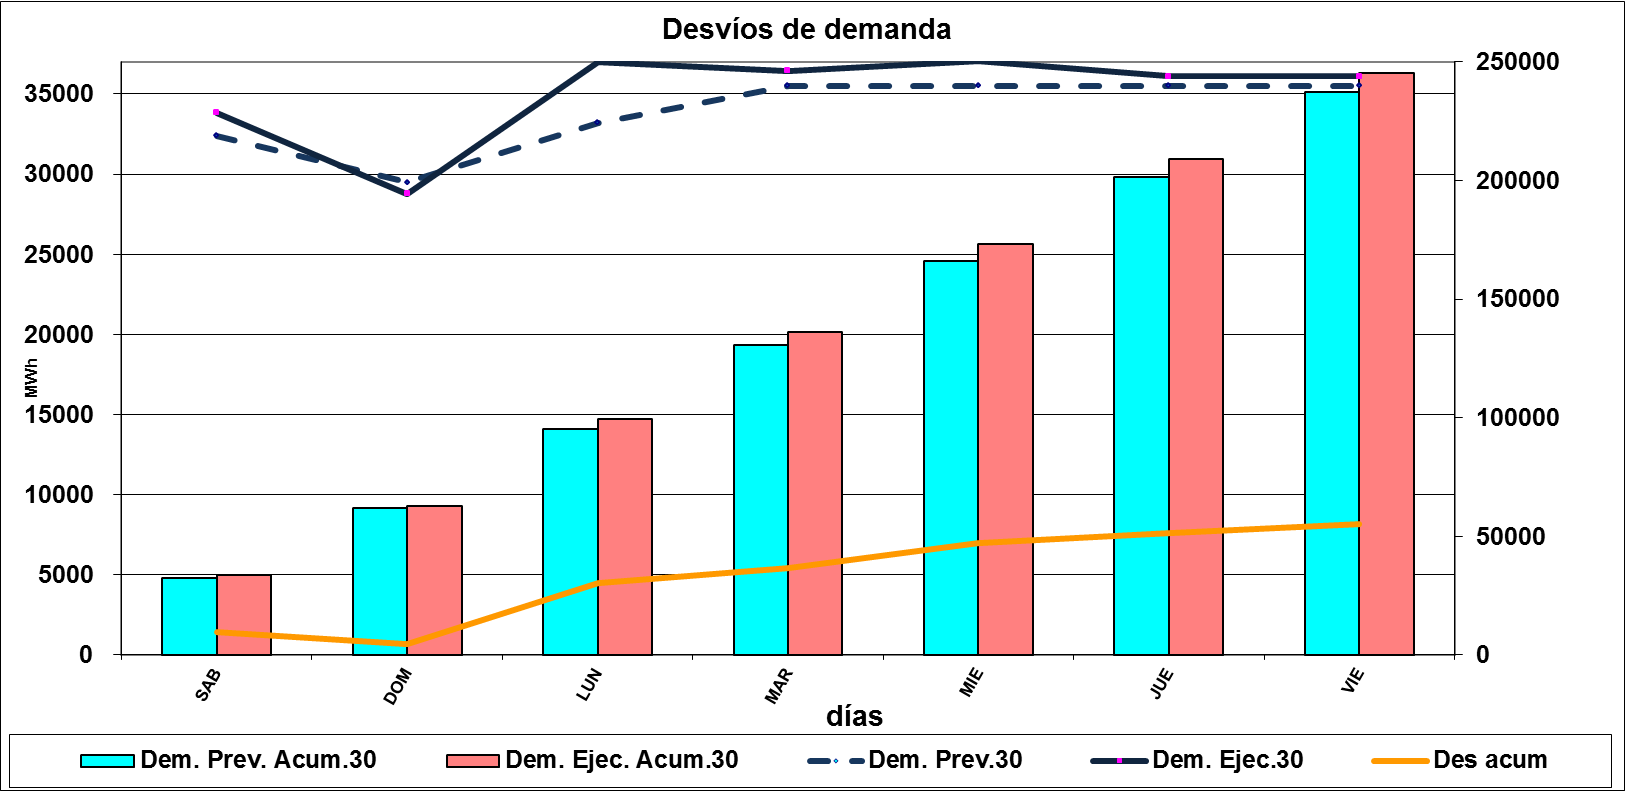 Desvíos de demanda
35000
30000
25000
20000
15000
10000
5000
0
MWh
250000
200000
150000
100000
50000
0
SAB DOM LUN MAR MIE JUE VIE
días
Dem. Prev. Acum.30 Dem. Ejec. Acum.30 Dem. Prev.30 Dem. Ejec.30 Des acum